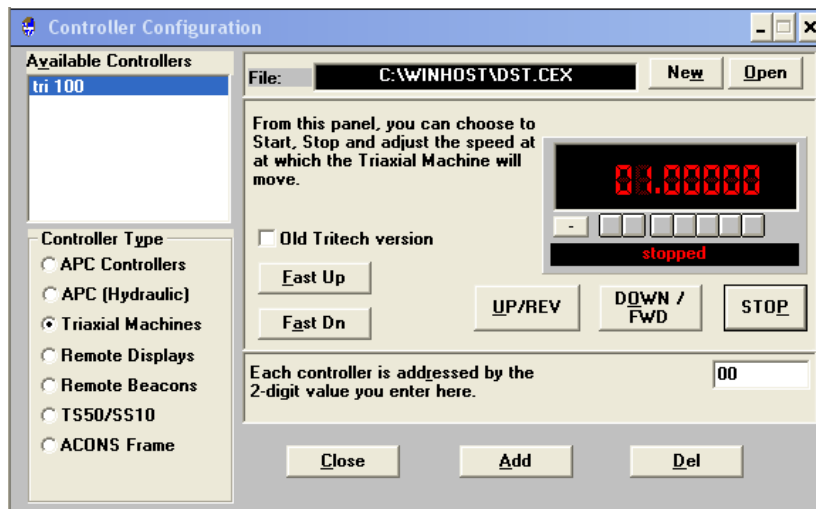 Controller Configuration
Available Controllers
tri 100
File:
C:\WINHOST\DST.CEX
New
Open
From this panel, you can choose to
Start, Stop and adjust the speed at
at which the Triaxial Machine will
move.
01.00000
-
stopped
Old Tritech version
Fast Up
Fast Dn
UP/REV
DOWN /
FWD
STOP
Controller Type
APC Controllers
APC (Hydraulic)
Triaxial Machines
Remote Displays
Remote Beacons
TS50/SS10
ACONS Frame
Each controller is addressed by the
2-digit value you enter here.
00
Close
Add
Del